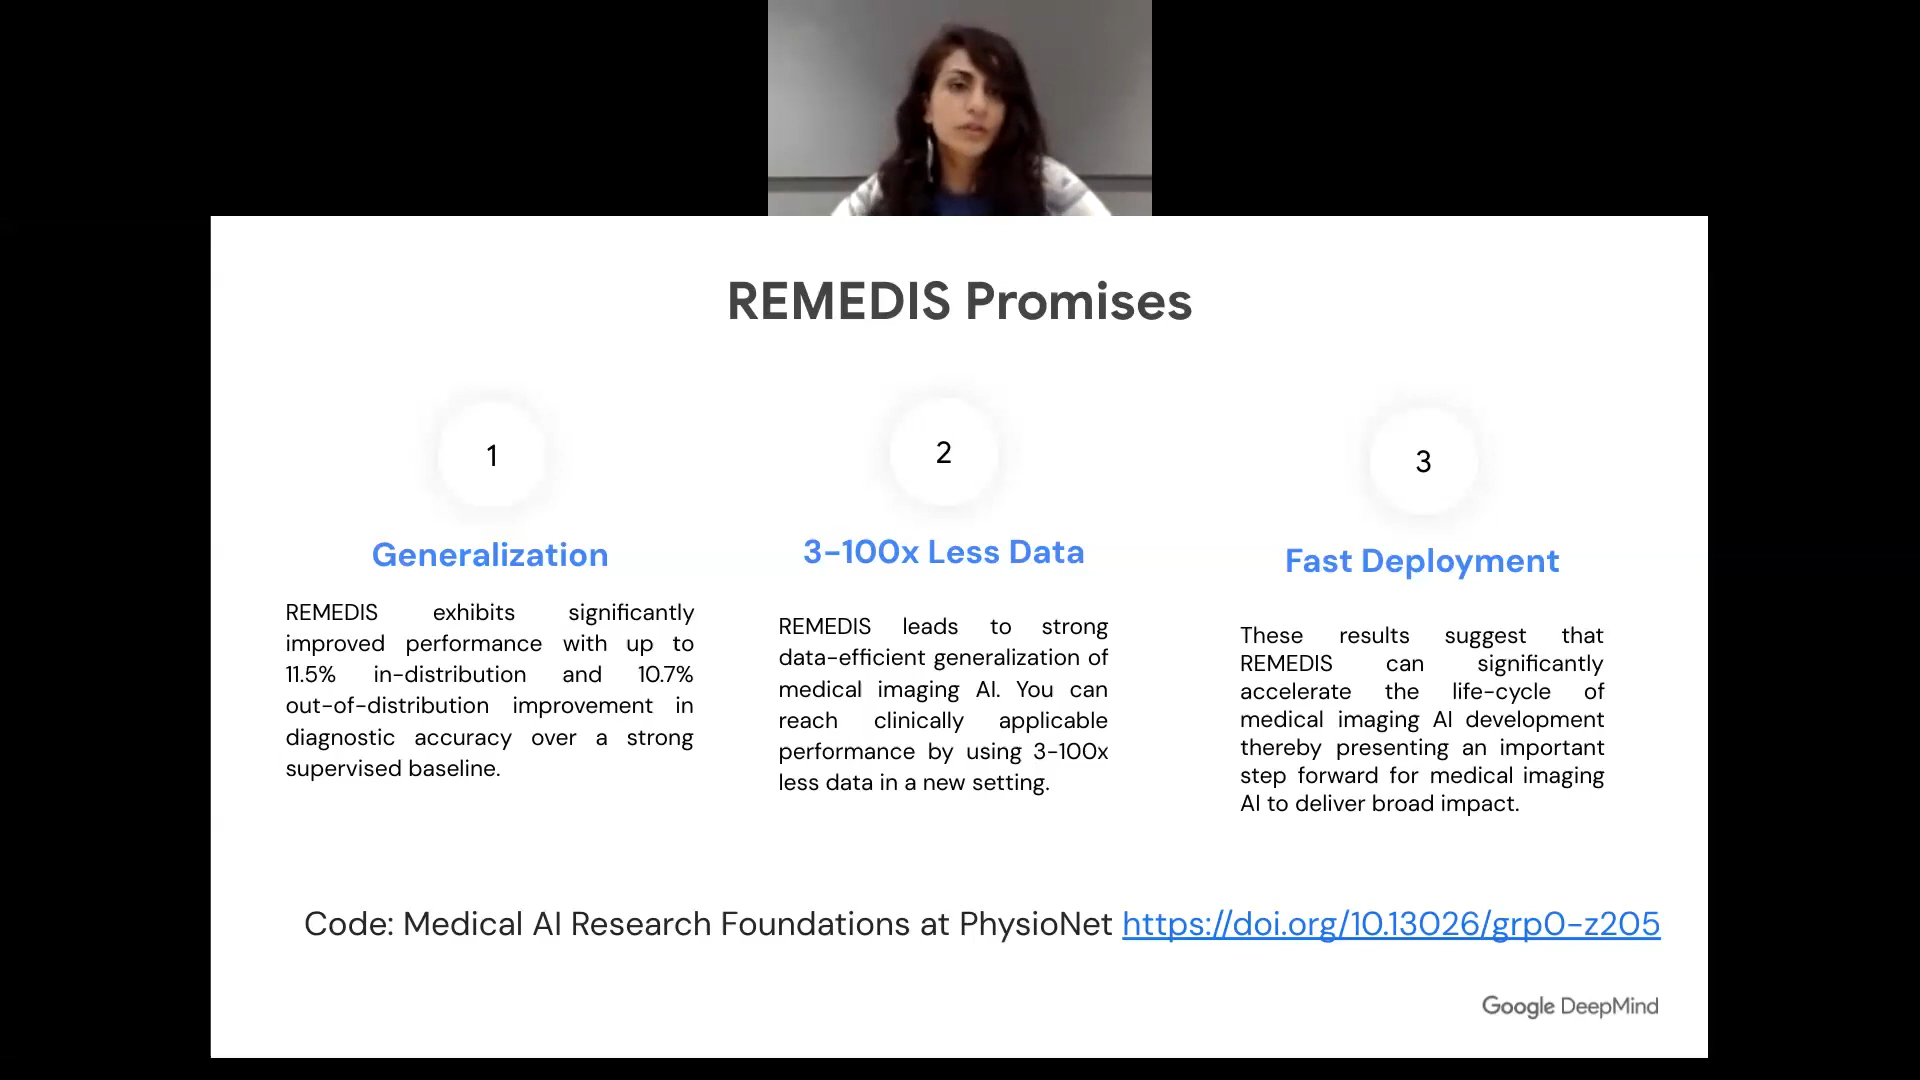 REMEDIS Promises
1
Generalization
REMEDIS exhibits significantly
improved performance with up to
11.5% in-distribution and 10.7%
out-of-distribution improvement in
diagnostic accuracy over a strong
supervised baseline.
2
3-100x Less Data
REMEDIS leads to strong
data-efficient generalization of
medical imaging AI. You can
reach clinically applicable
performance by using 3-100x
less data in a new setting.
3
Fast Deployment
These results suggest that
REMEDIS can significantly
accelerate the life-cycle of
medical imaging AI development
thereby presenting an important
step forward for medical imaging
AI to deliver broad impact.
Code: Medical AI Research Foundations at PhysioNet https://doi.org/10.13026/grp0-z205
Google DeepMind